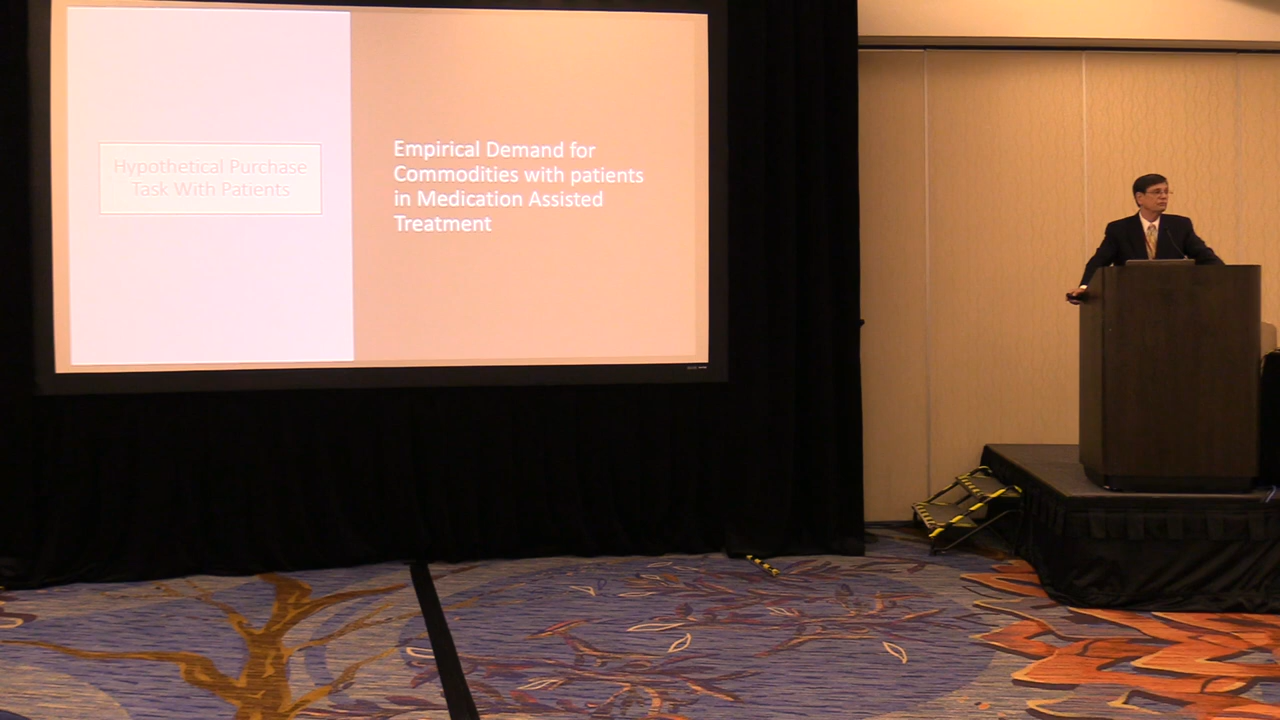 Hypothetical Purchase
Task With Patients
Empirical Demand for
Commodities with patients
in Medication Assisted
Treatment